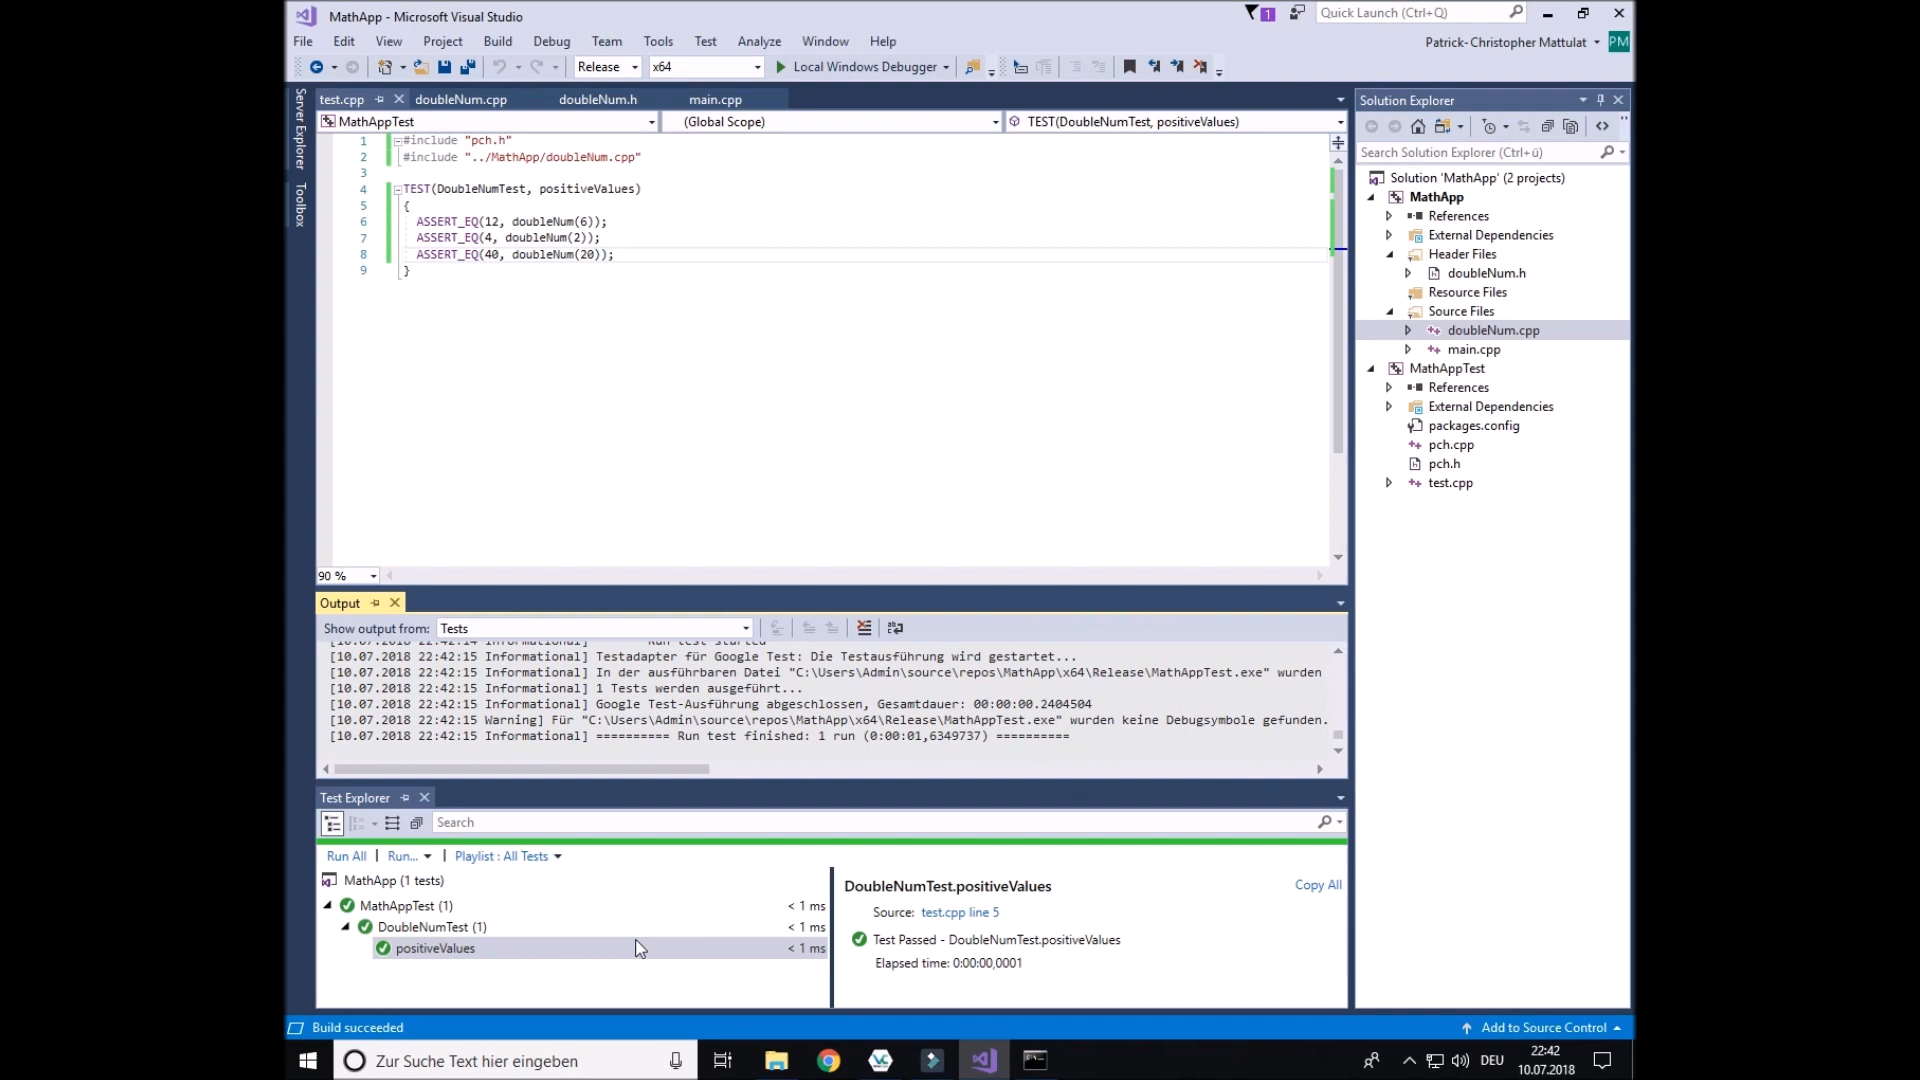 MathApp - Microsoft Visual Studio
1
Quick Launch (Ctrl+Q)
File Edit View Project Build Debug Team Tools Test Analyze Window Help
Patrick-Christopher Mattulat PM
Release x64 Local Windows Debugger
Server Explorer
Toolbox
test.cpp doubleNum.cpp doubleNum.h main.cpp
MathAppTest (Global Scope) TEST(DoubleNumTest, positiveValues)
1 #include "pch.h"
2 #include "../MathApp/doubleNum.cpp"
3
4 TEST(DoubleNumTest, positiveValues)
5 {
6 ASSERT_EQ(12, doubleNum(6));
7 ASSERT_EQ(4, doubleNum(2));
8 ASSERT_EQ(40, doubleNum(20));
9 }
90 %
Solution Explorer
Search Solution Explorer (Ctrl+ü)
Solution 'MathApp' (2 projects)
MathApp
References
External Dependencies
Header Files
doubleNum.h
Resource Files
Source Files
doubleNum.cpp
main.cpp
MathAppTest
References
External Dependencies
packages.config
pch.cpp
pch.h
test.cpp
Output
Show output from: Tests
[10.07.2018 22:42:14 Informational] ---------- Run test started ----------
[10.07.2018 22:42:15 Informational] Testadapter für Google Test: Die Testausführung wird gestartet...
[10.07.2018 22:42:15 Informational] In der ausführbaren Datei "C:\Users\Admin\source\repos\MathApp\x64\Release\MathAppTest.exe" wurden
[10.07.2018 22:42:15 Informational] 1 Tests werden ausgeführt...
[10.07.2018 22:42:15 Informational] Google Test-Ausführung abgeschlossen, Gesamtdauer: 00:00:00.2404504
[10.07.2018 22:42:15 Warning] Für "C:\Users\Admin\source\repos\MathApp\x64\Release\MathAppTest.exe" wurden keine Debugsymbole gefunden.
[10.07.2018 22:42:15 Informational] ========== Run test finished: 1 run (0:00:01,6349737) ==========
Test Explorer
Search
Run All | Run... | Playlist : All Tests
MathApp (1 tests)
MathAppTest (1) < 1 ms
DoubleNumTest (1) < 1 ms
positiveValues < 1 ms
DoubleNumTest.positiveValues Copy All
Source: test.cpp line 5
Test Passed - DoubleNumTest.positiveValues
Elapsed time: 0:00:00,0001
Build succeeded Add to Source Control
Zur Suche Text hier eingeben
DEU
22:42
10.07.2018